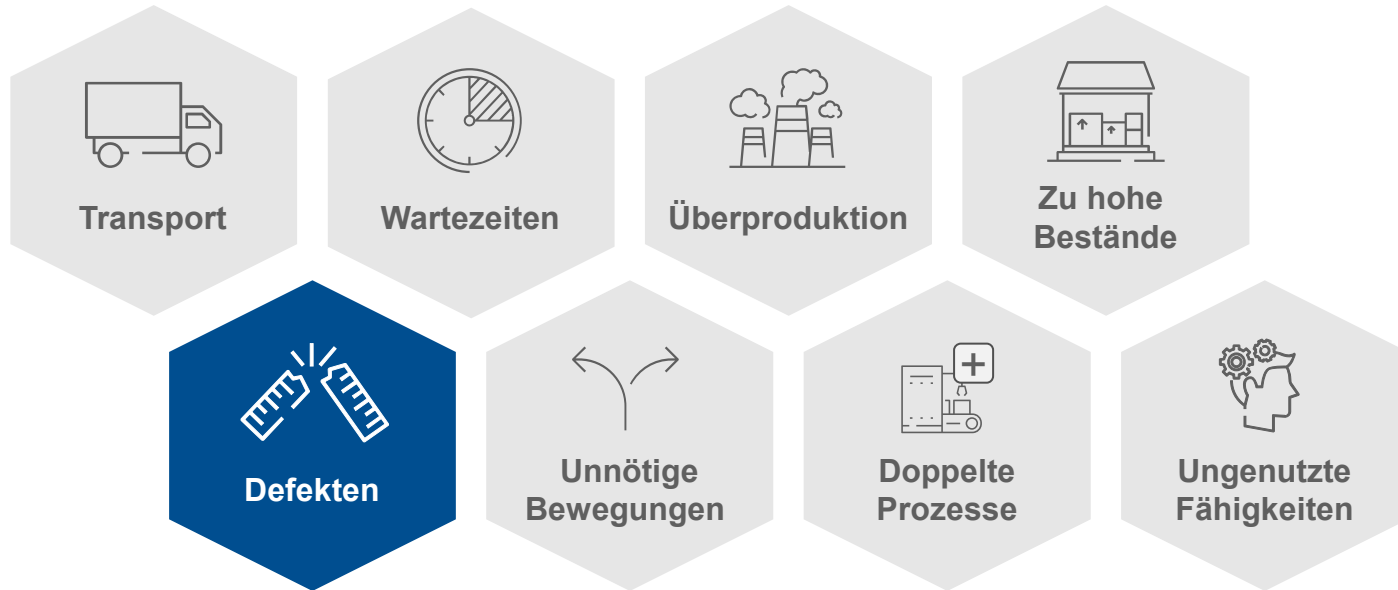 Transport
Wartezeiten
Überproduktion
Zu hohe
Bestände
Defekten
Unnötige
Bewegungen
Doppelte
Prozesse
Ungenutzte
Fähigkeiten